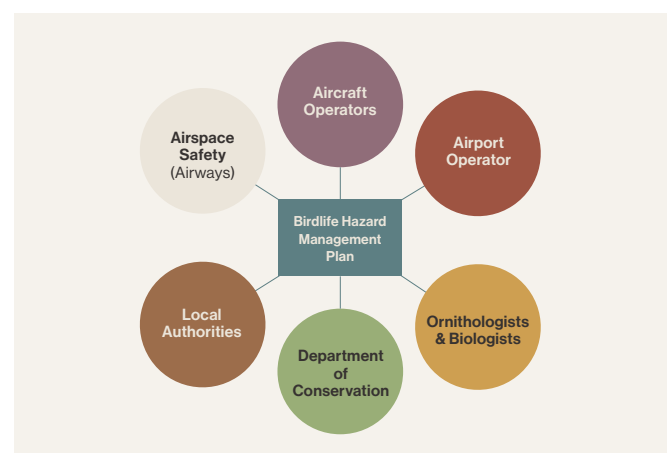 Aircraft
Operators
Airspace
Safety
(Airways)
Airport
Operator
Birdlife Hazard
Management
Plan
Local
Authorities
Ornithologists
& Biologists
Department
of
Conservation